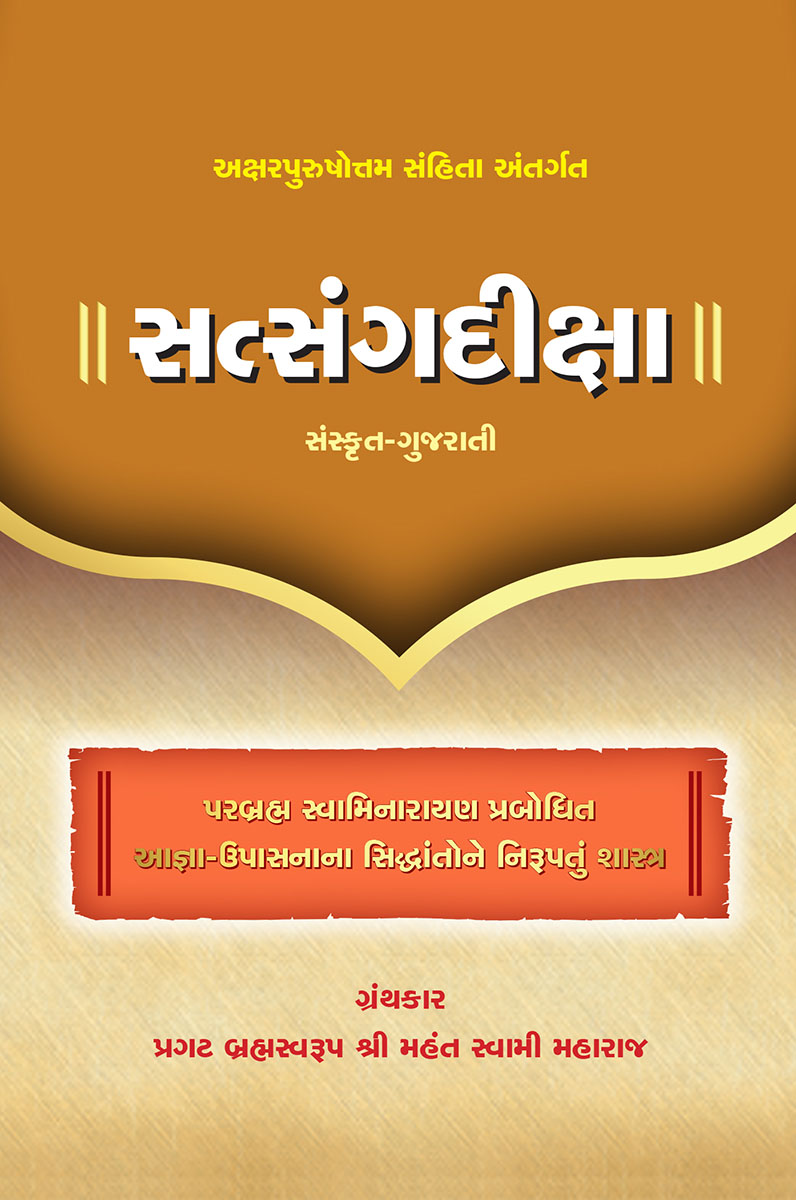 અક્ષરપુરુષોત્તમ સંહિતા અંતર્ગત
॥ સત્સંગદીક્ષા ॥
સંસ્કૃત-ગુજરાતી
પરબ્રહ્મ સ્વામિનારાયણ પ્રબોધિત
આજ્ઞા-ઉપાસનાના સિદ્ધાંતોને નિરૂપતું શાસ્ત્ર
ગ્રંથકાર
પ્રગટ બ્રહ્મસ્વરૂપ શ્રી મહંત સ્વામી મહારાજ